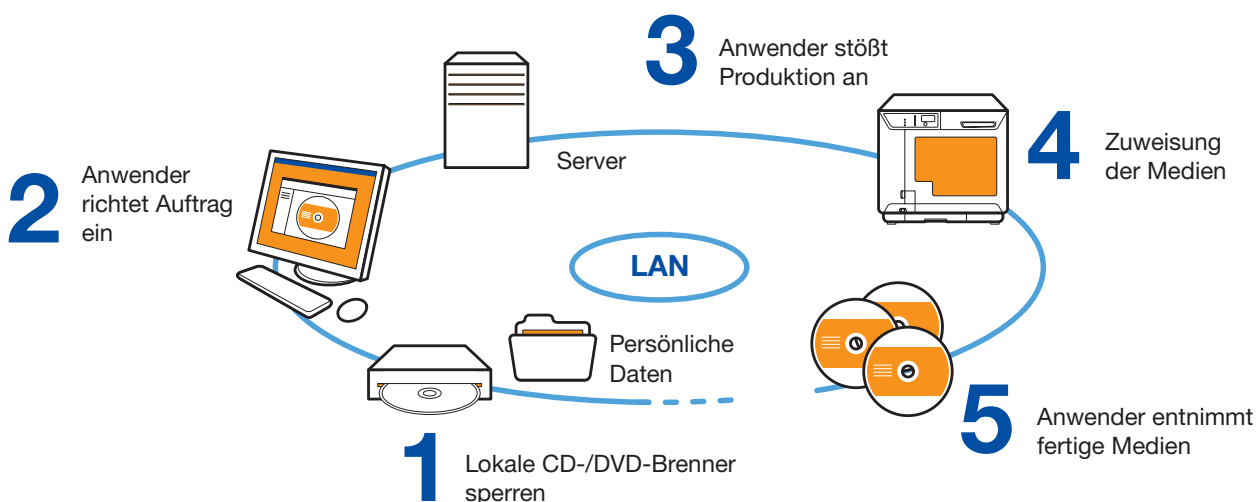 3
Anwender stößt
Produktion an
4
Zuweisung
der Medien
Server
2
Anwender
richtet Auftrag
ein
LAN
Persönliche
Daten
5
Anwender entnimmt
fertige Medien
1
Lokale CD-/DVD-Brenner
sperren